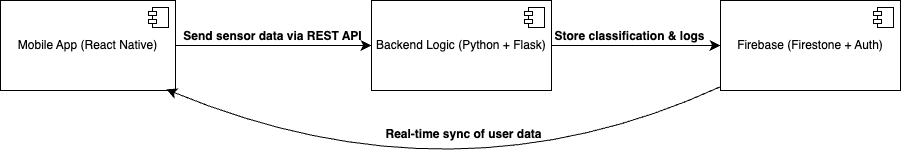 Mobile App (React Native)
Send sensor data via REST API
Backend Logic (Python + Flask)
Store classification & logs
Firebase (Firestone + Auth)
Real-time sync of user data